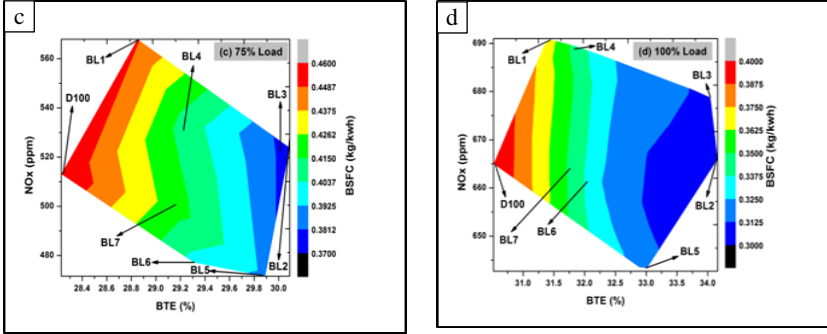 c
(c) 75% Load
BL1
BL4
BL3
D100
BL7
BL6
BL5
BL2
NOx (ppm)
560
540
520
500
480
28.4 28.6 28.8 29.0 29.2 29.4 29.6 29.8 30.0
BTE (%)
0.4600
0.4487
0.4375
0.4262
0.4150
0.4037
0.3925
0.3812
0.3700
BSFC (kg/kwh)
d
(d) 100% Load
BL1
BL4
BL3
D100
BL7
BL6
BL2
BL5
NOx (ppm)
690
680
670
660
650
31.0 31.5 32.0 32.5 33.0 33.5 34.0
BTE (%)
0.4000
0.3875
0.3750
0.3625
0.3500
0.3375
0.3250
0.3125
0.3000
BSFC (kg/kwh)